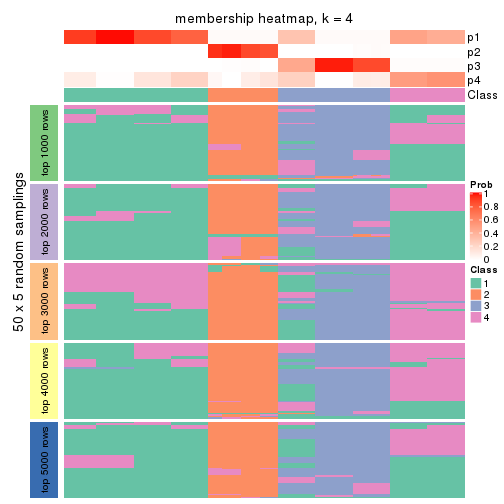 membership heatmap, k = 4
p1
p2
p3
p4
Class
50 x 5 random samplings
top 1000 rows
top 2000 rows
top 3000 rows
top 4000 rows
top 5000 rows
Prob
1
0.8
0.6
0.4
0.2
0
Class
1
2
3
4